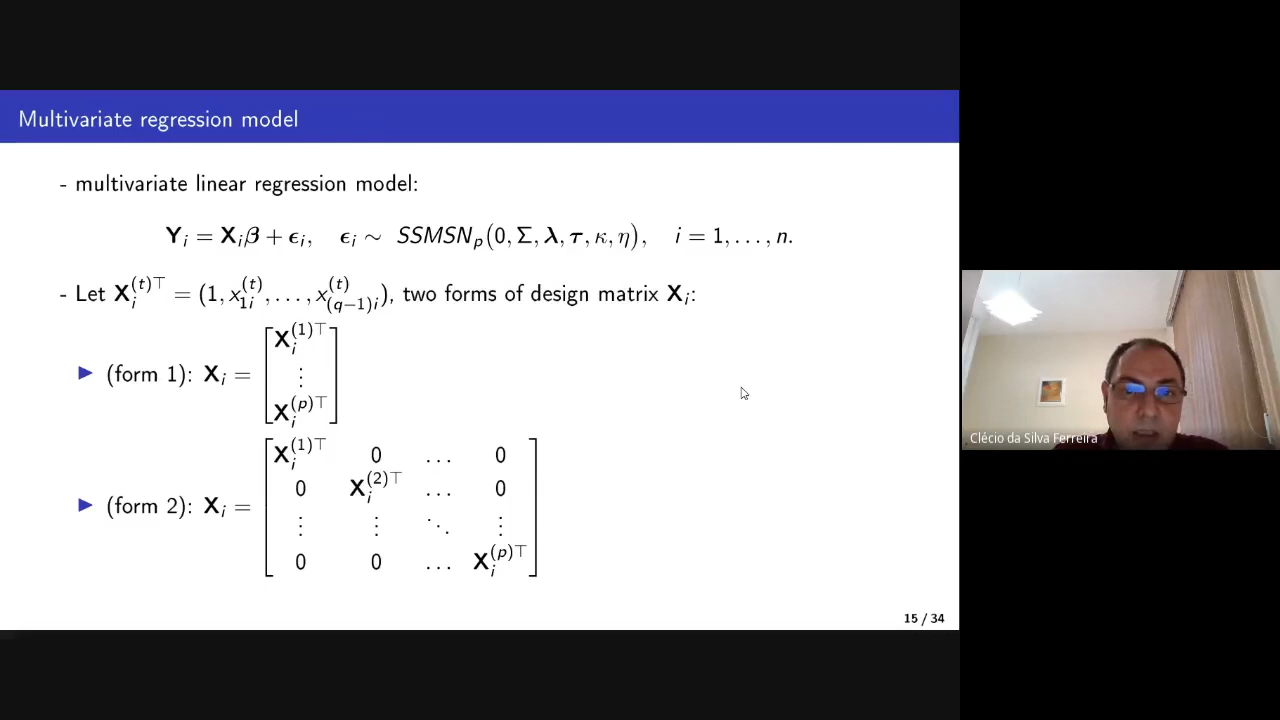 Multivariate regression model
- multivariate linear regression model:
Y_i = X_i β + ϵ_i,   ϵ_i ∼ SSMSN_p(0, Σ, λ, τ, κ, η),   i = 1, …, n.
- Let X_i^{(t)⊤} = (1, x_{1i}^{(t)}, …, x_{(q−1)i}^{(t)}), two forms of design matrix X_i:
▶ (form 1): X_i = [X_i^{(1)⊤}
⋮
X_i^{(p)⊤}]
▶ (form 2): X_i = [X_i^{(1)⊤} 0 … 0
0 X_i^{(2)⊤} … 0
⋮ ⋮ ⋱ ⋮
0 0 … X_i^{(p)⊤}]
15 / 34
Clécio da Silva Ferreira